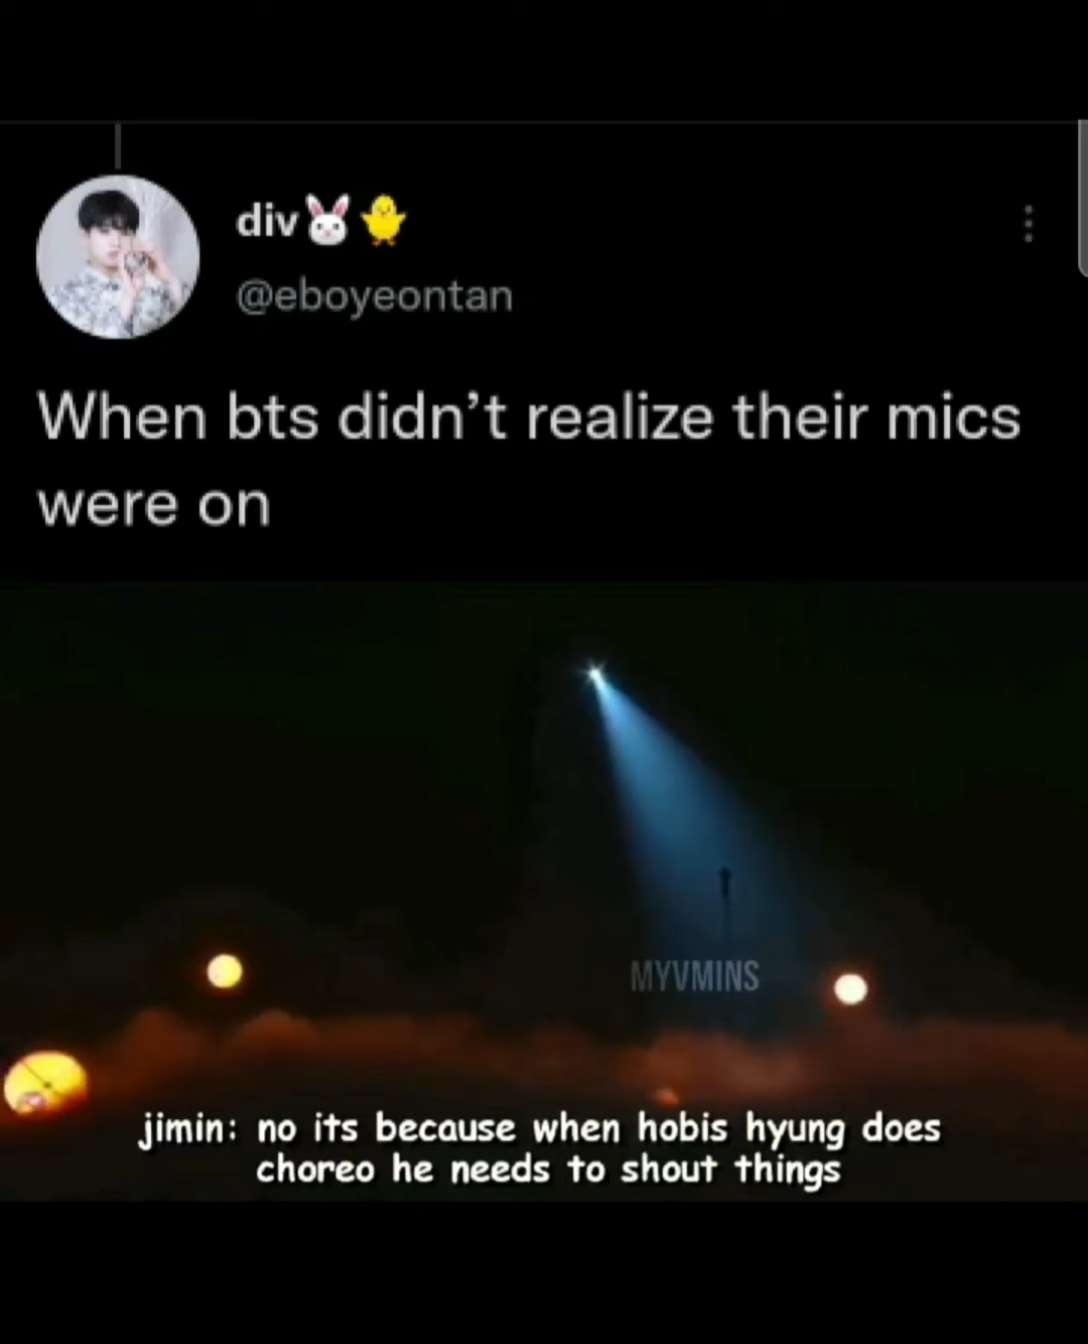 div🐰🐥
@eboyeontan
When bts didn’t realize their mics
were on
MYVMINS
jimin: no its because when hobis hyung does
choreo he needs to shout things